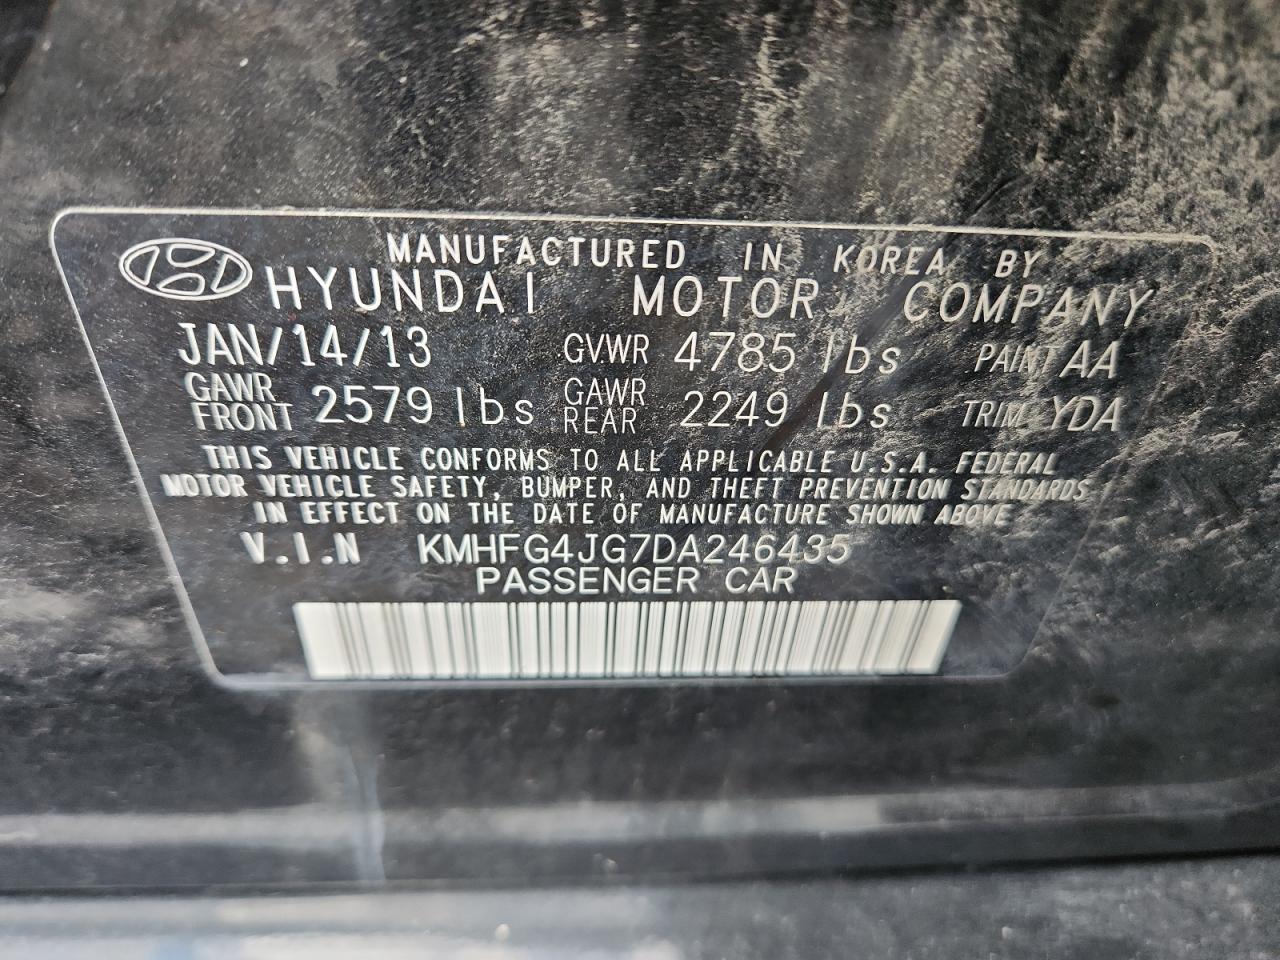 MANUFACTURED IN KOREA BY
HYUNDAI MOTOR COMPANY
JAN/14/13 GVWR 4785 lbs PAINT AA
GAWR FRONT 2579 lbs GAWR REAR 2249 lbs TRIM YDA
THIS VEHICLE CONFORMS TO ALL APPLICABLE U.S.A. FEDERAL
MOTOR VEHICLE SAFETY, BUMPER, AND THEFT PREVENTION STANDARDS
IN EFFECT ON THE DATE OF MANUFACTURE SHOWN ABOVE
V.I.N KMHFG4JG7DA246435
PASSENGER CAR